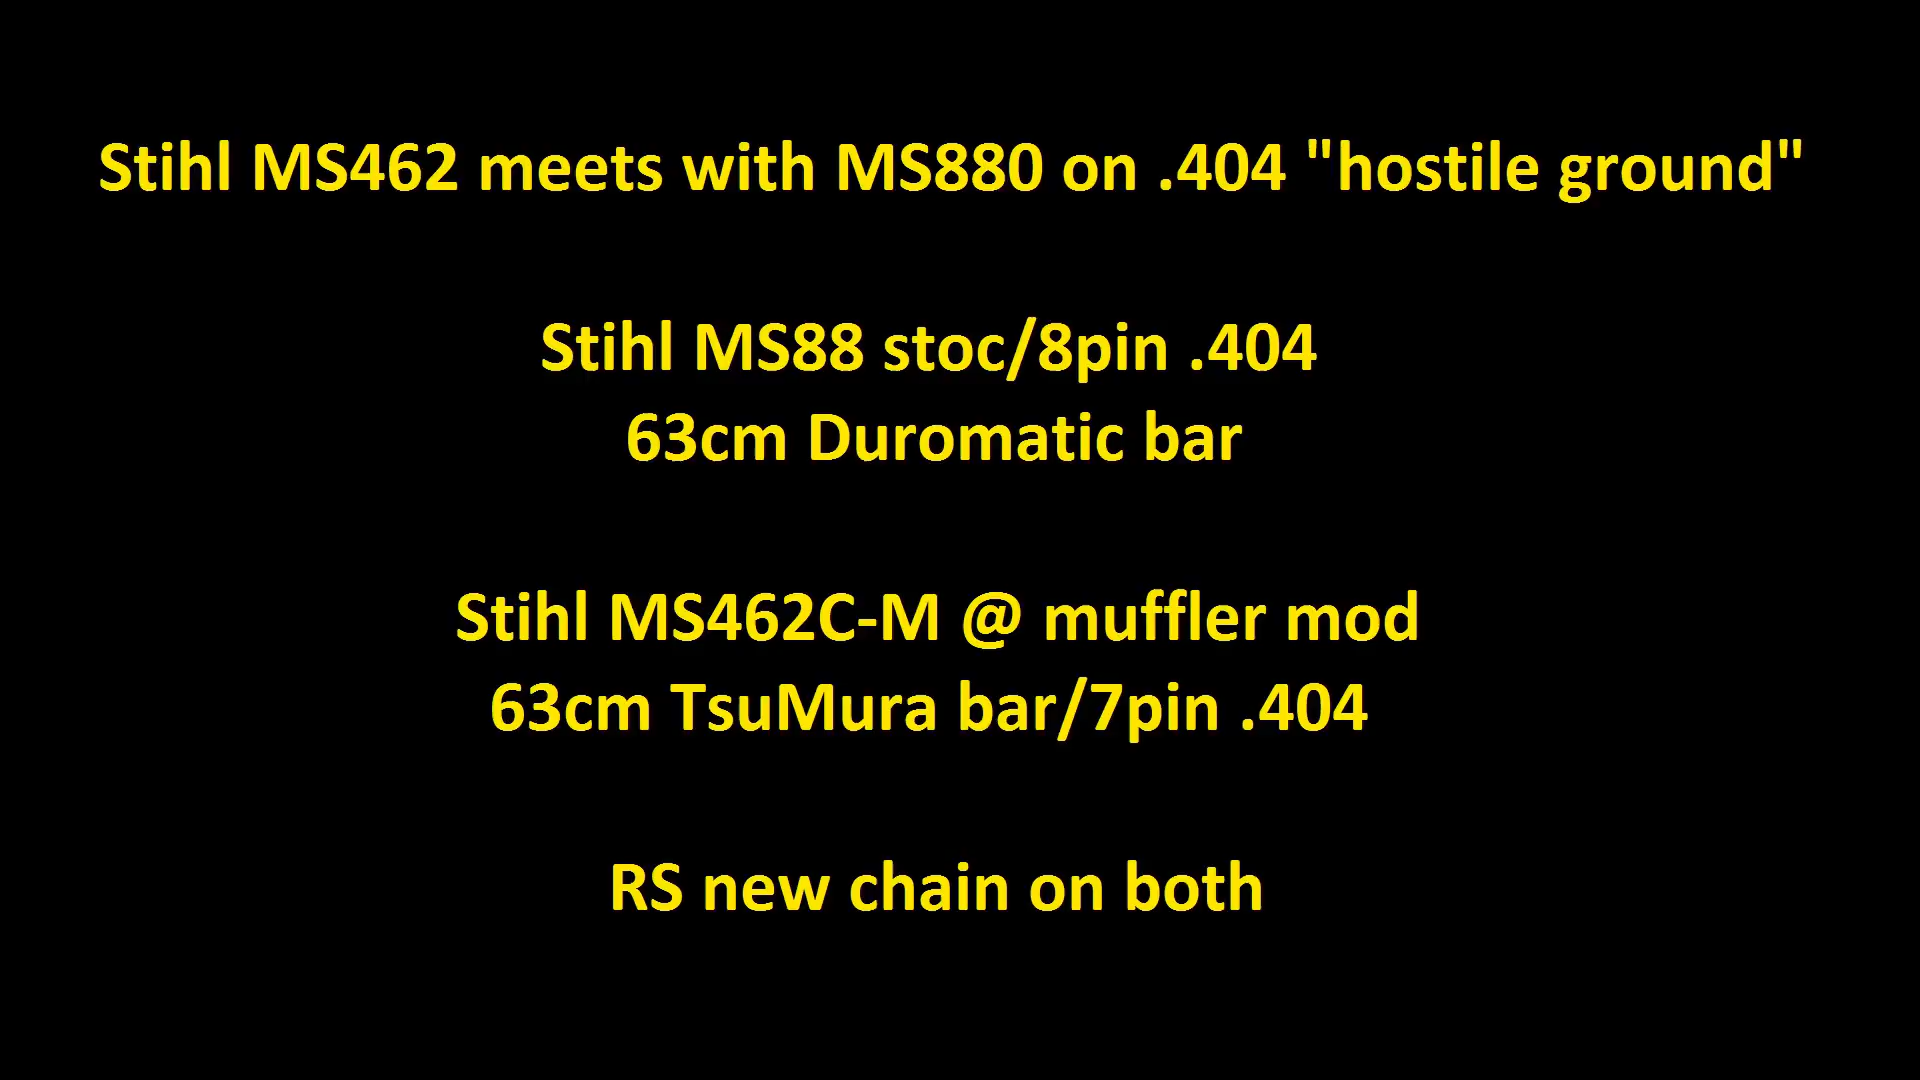 Stihl MS462 meets with MS880 on .404 "hostile ground"
Stihl MS88 stoc/8pin .404
63cm Duromatic bar
Stihl MS462C-M @ muffler mod
63cm TsuMura bar/7pin .404
RS new chain on both